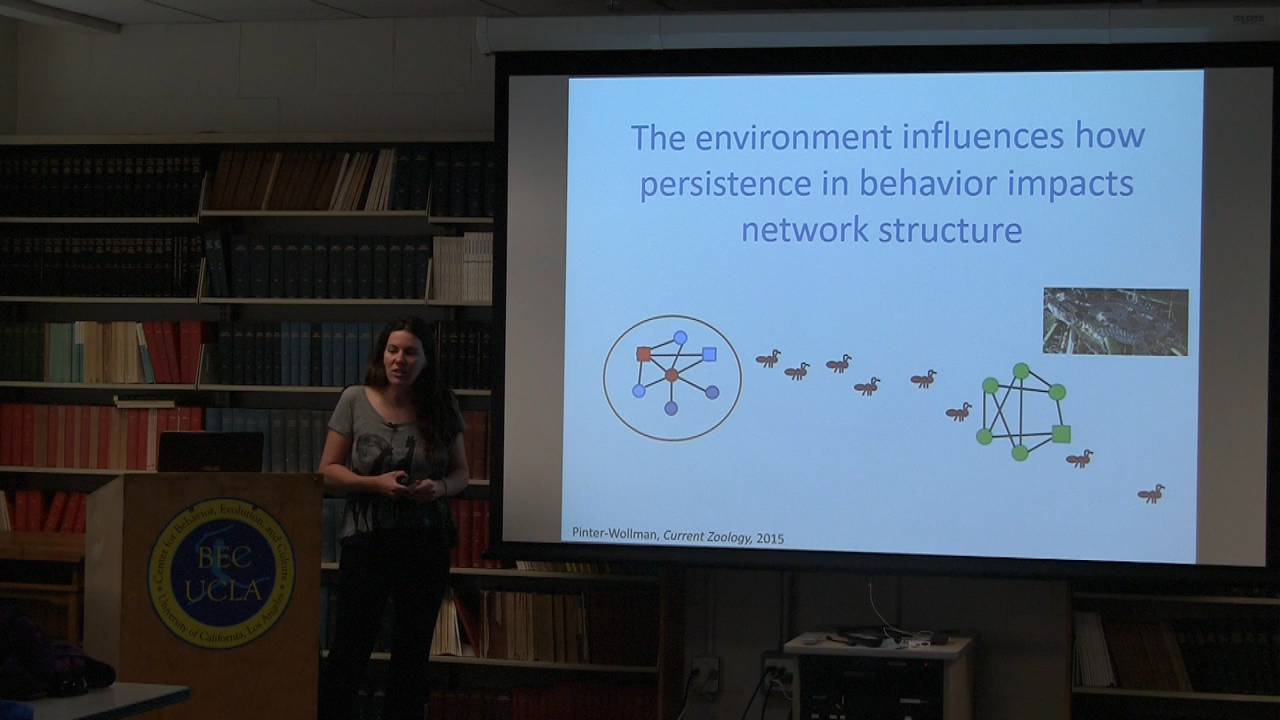 The environment influences how
persistence in behavior impacts
network structure
Pinter-Wollman, Current Zoology, 2015
Center for Behavior, Evolution, and Culture
BEC
UCLA
University of California, Los Angeles